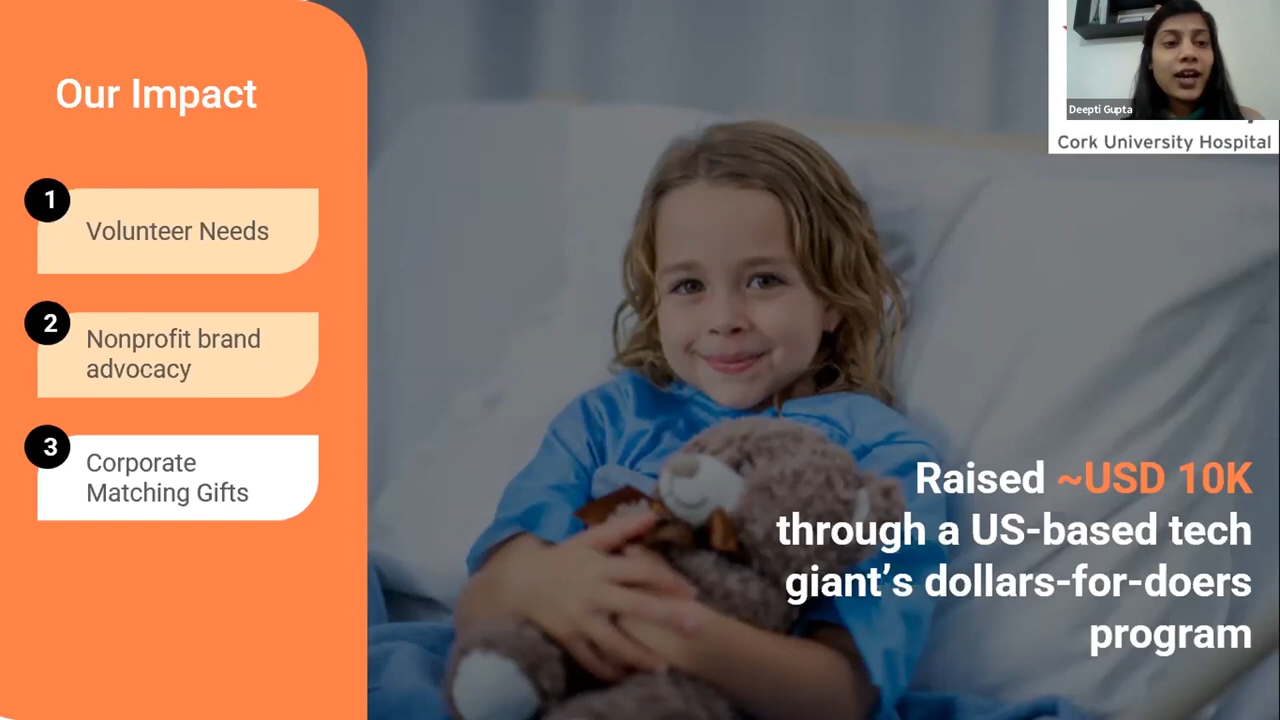 Our Impact
1
Volunteer Needs
2
Nonprofit brand
advocacy
3
Corporate
Matching Gifts
Deepti Gupta
Cork University Hospital
Raised ~USD 10K
through a US-based tech
giant’s dollars-for-doers
program